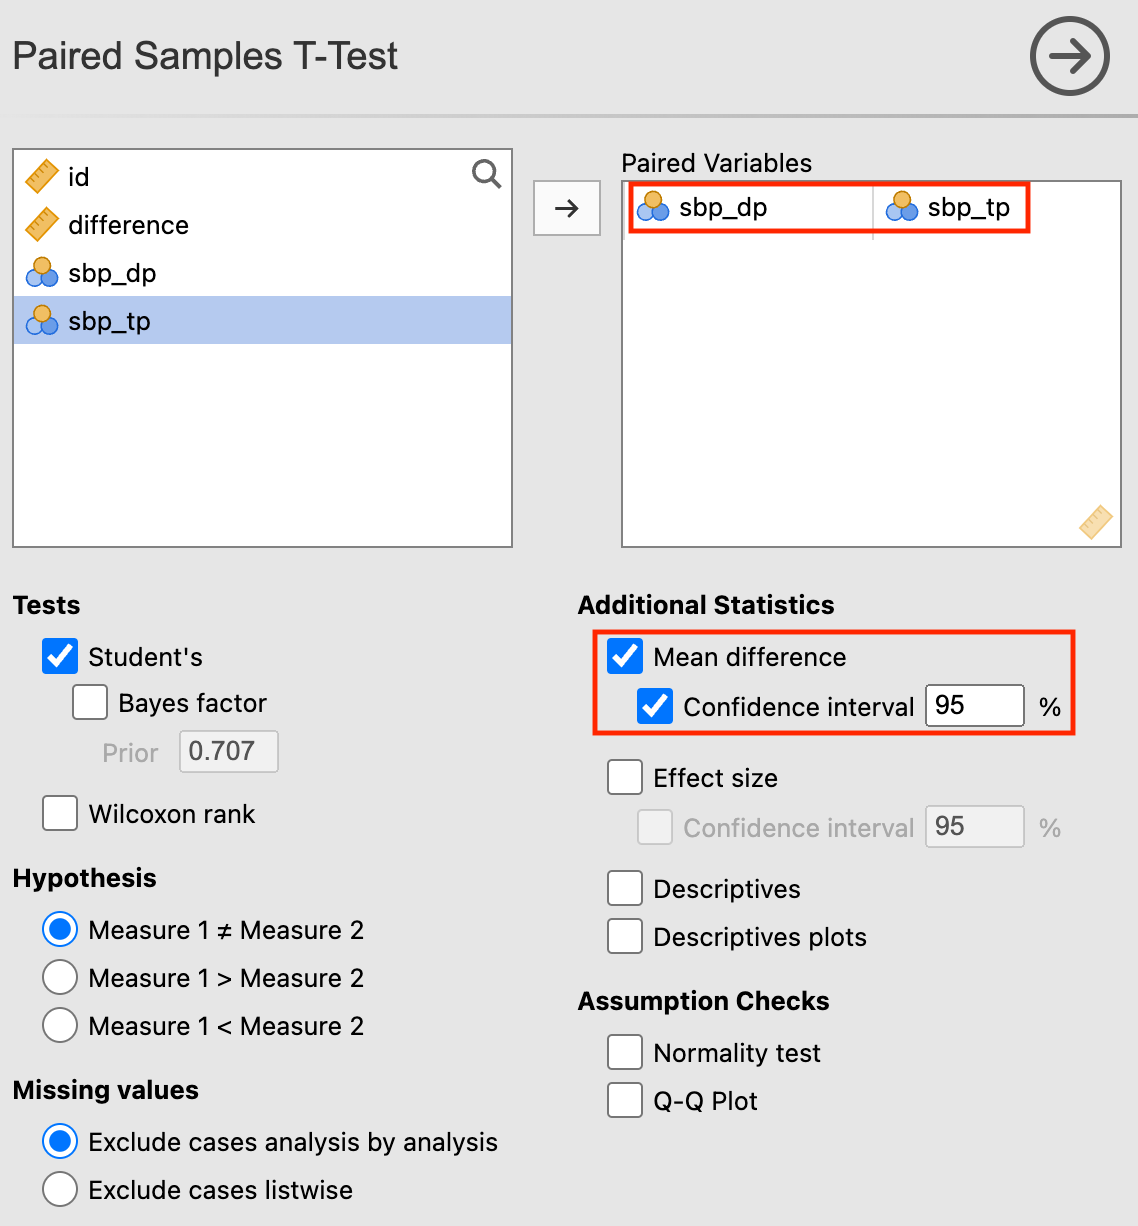 Paired Samples T-Test
id
difference
sbp_dp
sbp_tp
Paired Variables
sbp_dp sbp_tp
Tests
Student's
Bayes factor
Prior 0.707
Wilcoxon rank
Hypothesis
Measure 1 ≠ Measure 2
Measure 1 > Measure 2
Measure 1 < Measure 2
Missing values
Exclude cases analysis by analysis
Exclude cases listwise
Additional Statistics
Mean difference
Confidence interval 95 %
Effect size
Confidence interval 95 %
Descriptives
Descriptives plots
Assumption Checks
Normality test
Q-Q Plot